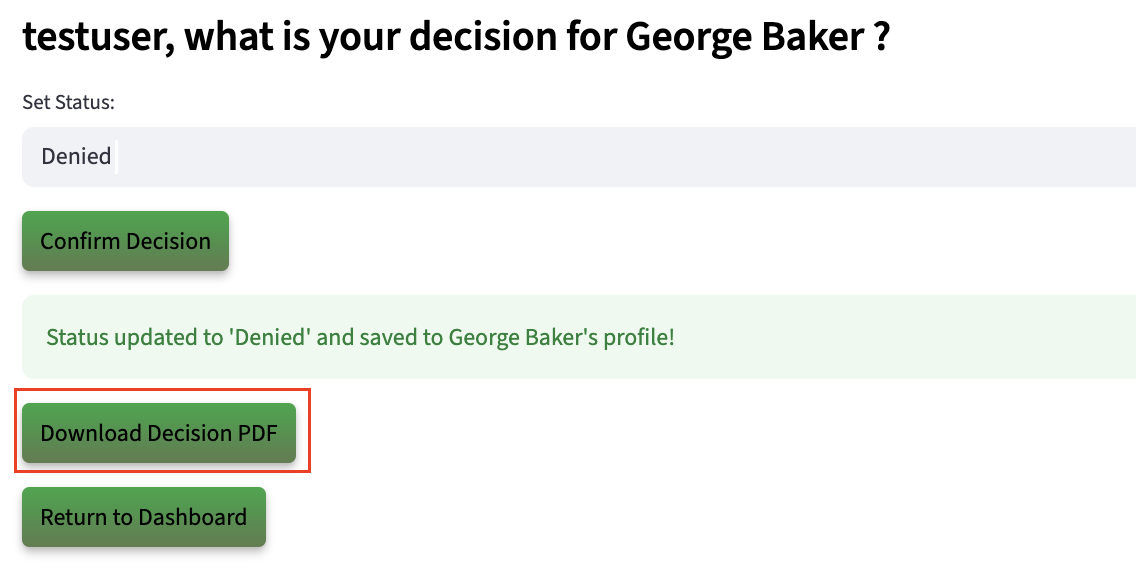 testuser, what is your decision for George Baker ?
Set Status:
Denied
Confirm Decision
Status updated to 'Denied' and saved to George Baker's profile!
Download Decision PDF
Return to Dashboard